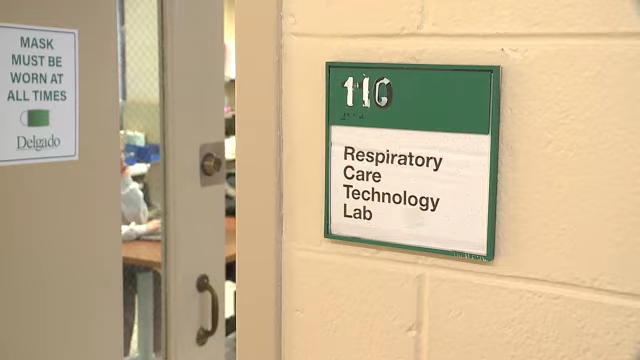 MASK
MUST BE
WORN AT
ALL TIMES
Delgado
110
Respiratory
Care
Technology
Lab